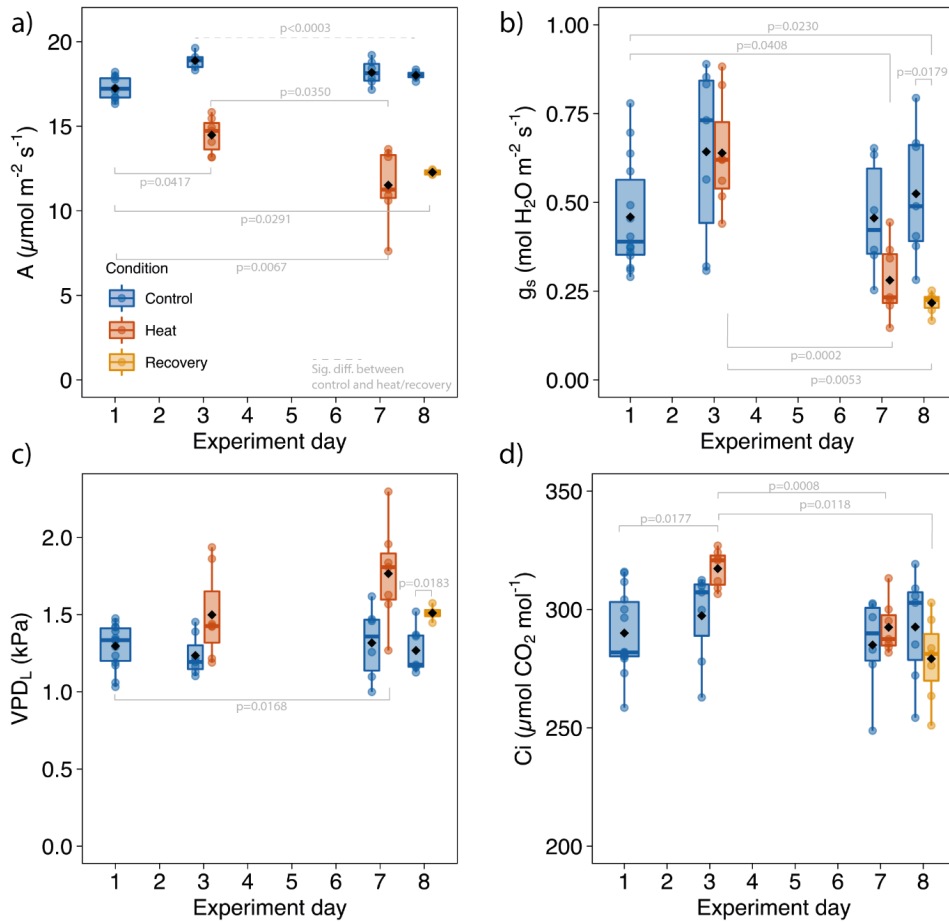 a)
20
15
10
5
0
A (µmol m⁻² s⁻¹)
p<0.0003
p=0.0350
p=0.0417
p=0.0291
p=0.0067
Condition
Control
Heat
Recovery
Sig. diff. between
control and heat/recovery
1 2 3 4 5 6 7 8
Experiment day
b)
1.00
0.75
0.50
0.25
0.00
gs (mol H₂O m⁻² s⁻¹)
p=0.0230
p=0.0408
p=0.0179
p=0.0002
p=0.0053
1 2 3 4 5 6 7 8
Experiment day
c)
2.0
1.5
1.0
0.5
0.0
VPD_L (kPa)
p=0.0183
p=0.0168
1 2 3 4 5 6 7 8
Experiment day
d)
350
300
250
200
Ci (µmol CO₂ mol⁻¹)
p=0.0008
p=0.0118
p=0.0177
1 2 3 4 5 6 7 8
Experiment day